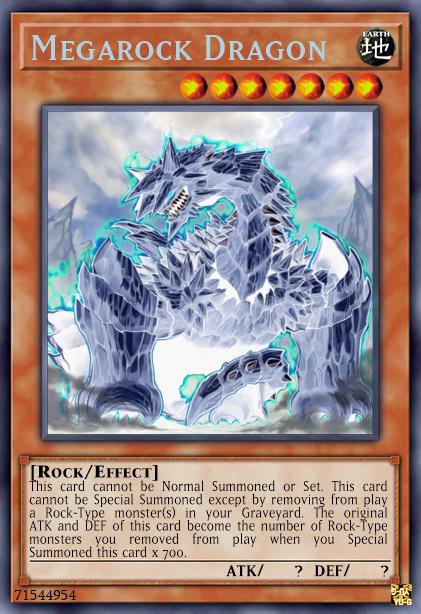 Megarock Dragon
EARTH
地
[Rock/Effect]
This card cannot be Normal Summoned or Set. This card
cannot be Special Summoned except by removing from play
a Rock-Type monster(s) in your Graveyard. The original
ATK and DEF of this card become the number of Rock-Type
monsters you removed from play when you Special
Summoned this card x 700.
ATK/ ? DEF/ ?
71544954